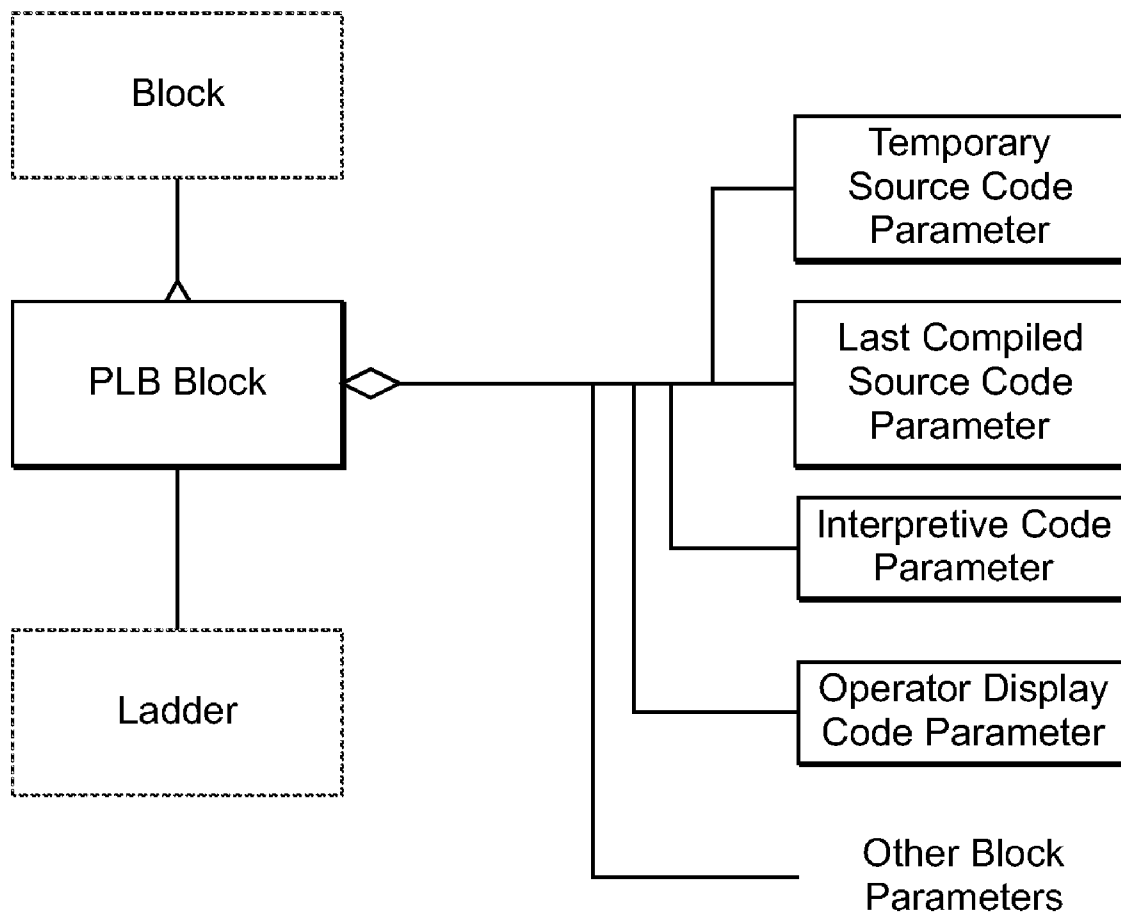 Block
PLB Block
Ladder
Temporary
Source Code
Parameter
Last Compiled
Source Code
Parameter
Interpretive Code
Parameter
Operator Display
Code Parameter
Other Block
Parameters